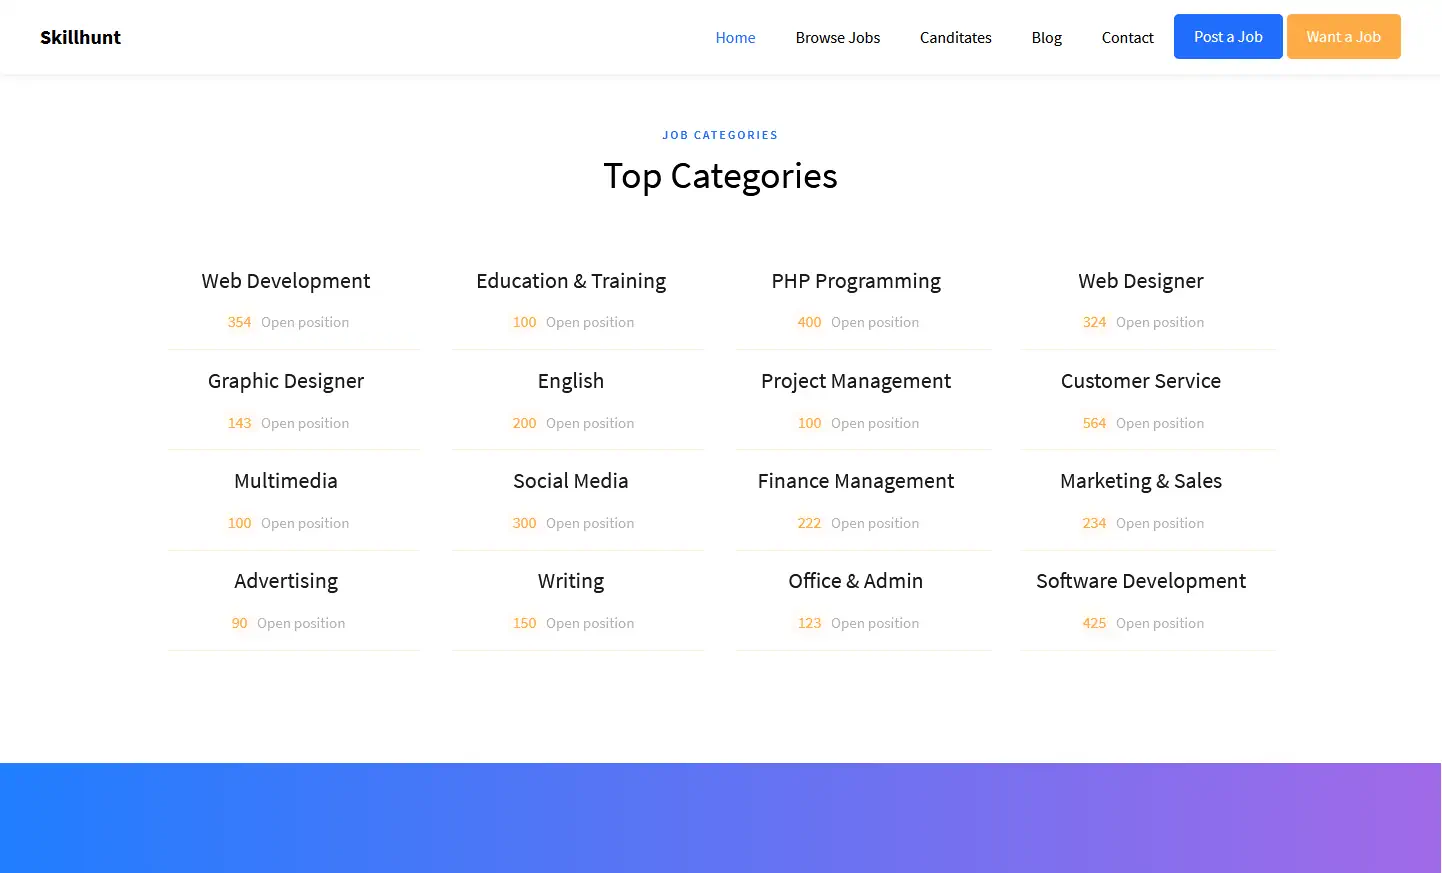 Skillhunt
Home Browse Jobs Canditates Blog Contact Post a Job Want a Job
JOB CATEGORIES
Top Categories
Web Development Education & Training PHP Programming Web Designer
354 Open position 100 Open position 400 Open position 324 Open position
Graphic Designer English Project Management Customer Service
143 Open position 200 Open position 100 Open position 564 Open position
Multimedia Social Media Finance Management Marketing & Sales
100 Open position 300 Open position 222 Open position 234 Open position
Advertising Writing Office & Admin Software Development
90 Open position 150 Open position 123 Open position 425 Open position